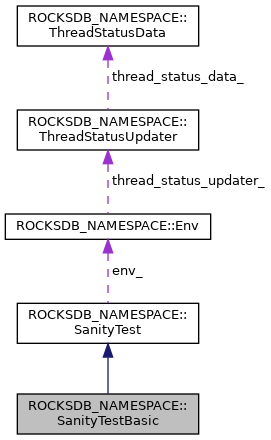 ROCKSDB_NAMESPACE::
ThreadStatusData
thread_status_data_
ROCKSDB_NAMESPACE::
ThreadStatusUpdater
thread_status_updater_
ROCKSDB_NAMESPACE::Env
env_
ROCKSDB_NAMESPACE::
SanityTest
ROCKSDB_NAMESPACE::
SanityTestBasic